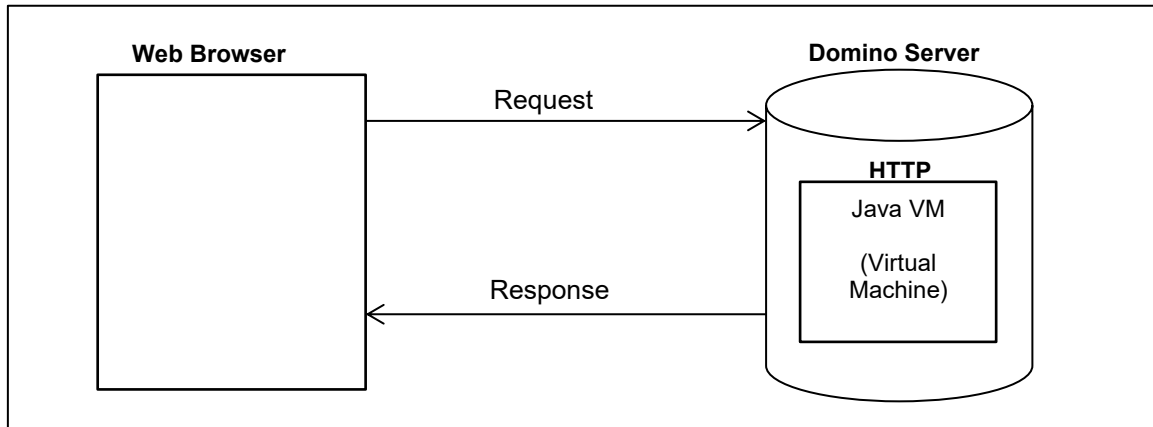 Web Browser
Domino Server
Request
HTTP
Java VM
(Virtual
Machine)
Response